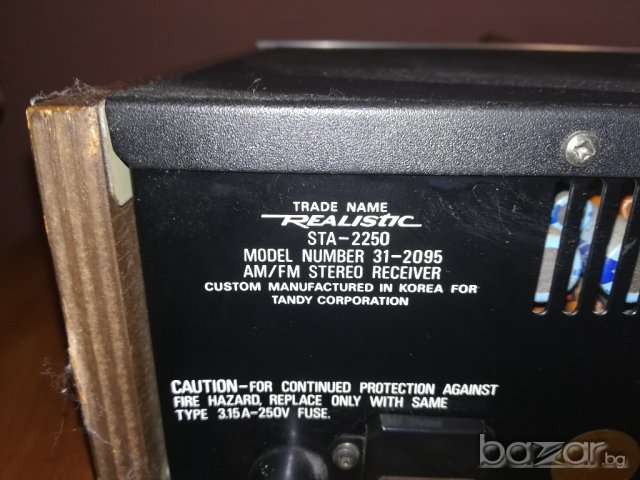 TRADE NAME
REALISTIC
STA-2250
MODEL NUMBER 31-2095
AM/FM STEREO RECEIVER
CUSTOM MANUFACTURED IN KOREA FOR
TANDY CORPORATION
CAUTION-FOR CONTINUED PROTECTION AGAINST
FIRE HAZARD, REPLACE ONLY WITH SAME
TYPE 3.15A-250V FUSE.
bazar.bg